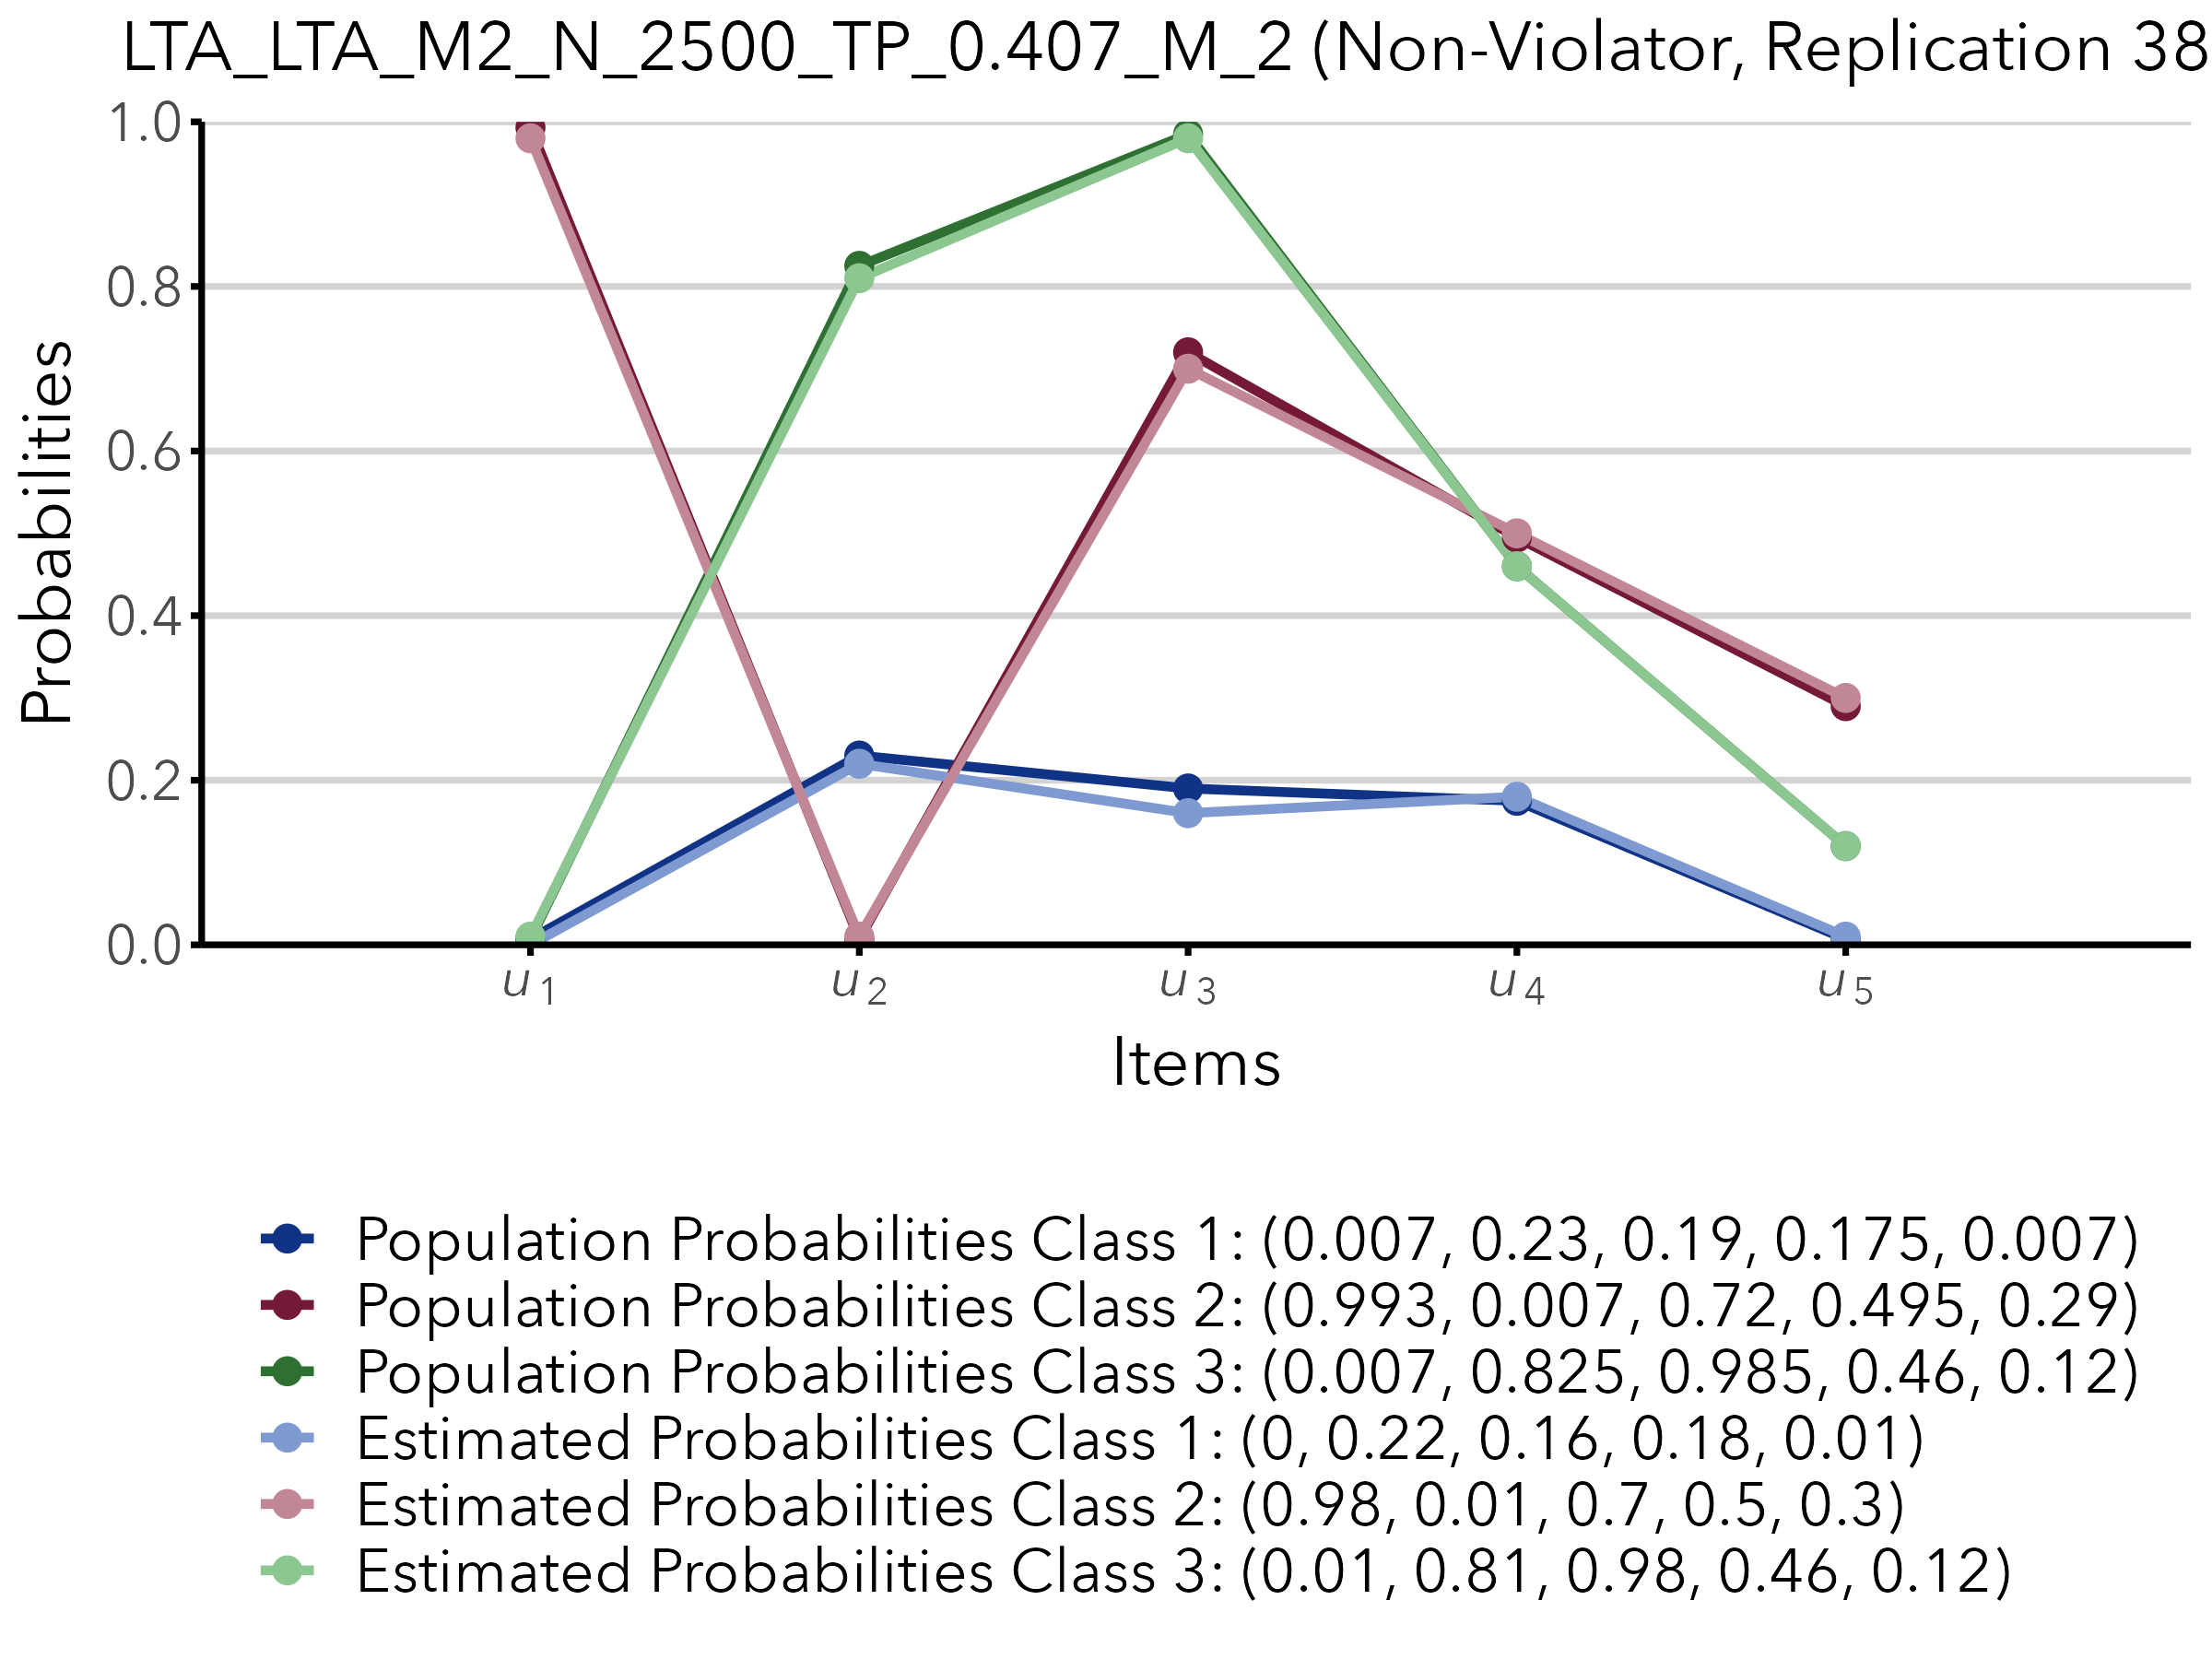 LTA_LTA_M2_N_2500_TP_0.407_M_2 (Non-Violator, Replication 38
1.0
0.8
0.6
0.4
0.2
0.0
Probabilities
u1
u2
u3
u4
u5
Items
Population Probabilities Class 1: (0.007, 0.23, 0.19, 0.175, 0.007)
Population Probabilities Class 2: (0.993, 0.007, 0.72, 0.495, 0.29)
Population Probabilities Class 3: (0.007, 0.825, 0.985, 0.46, 0.12)
Estimated Probabilities Class 1: (0, 0.22, 0.16, 0.18, 0.01)
Estimated Probabilities Class 2: (0.98, 0.01, 0.7, 0.5, 0.3)
Estimated Probabilities Class 3: (0.01, 0.81, 0.98, 0.46, 0.12)